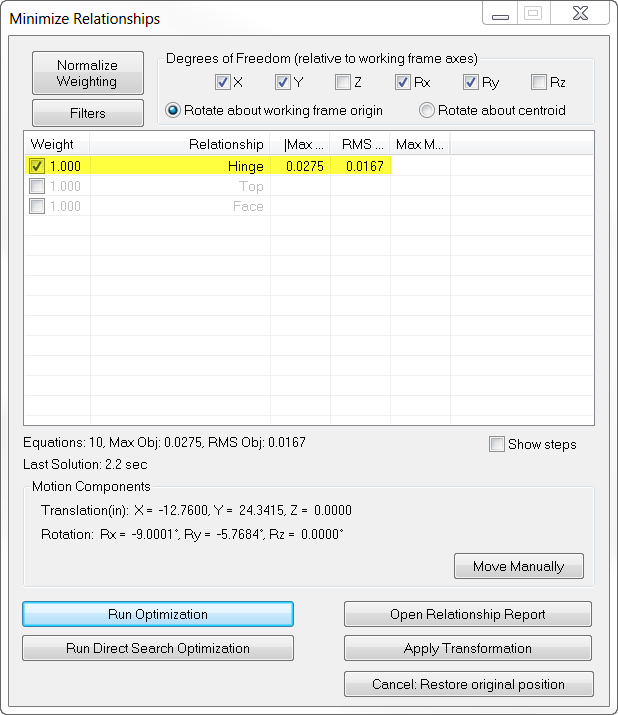 Minimize Relationships
Normalize
Weighting
Filters
Degrees of Freedom (relative to working frame axes)
X Y Z Rx Ry Rz
Rotate about working frame origin Rotate about centroid
Weight Relationship |Max ... RMS ... Max M...
1.000 Hinge 0.0275 0.0167
1.000 Top
1.000 Face
Equations: 10, Max Obj: 0.0275, RMS Obj: 0.0167
Show steps
Last Solution: 2.2 sec
Motion Components
Translation(in): X = -12.7600, Y = 24.3415, Z = 0.0000
Rotation: Rx = -9.0001°, Ry = -5.7684°, Rz = 0.0000°
Move Manually
Run Optimization
Open Relationship Report
Run Direct Search Optimization
Apply Transformation
Cancel: Restore original position